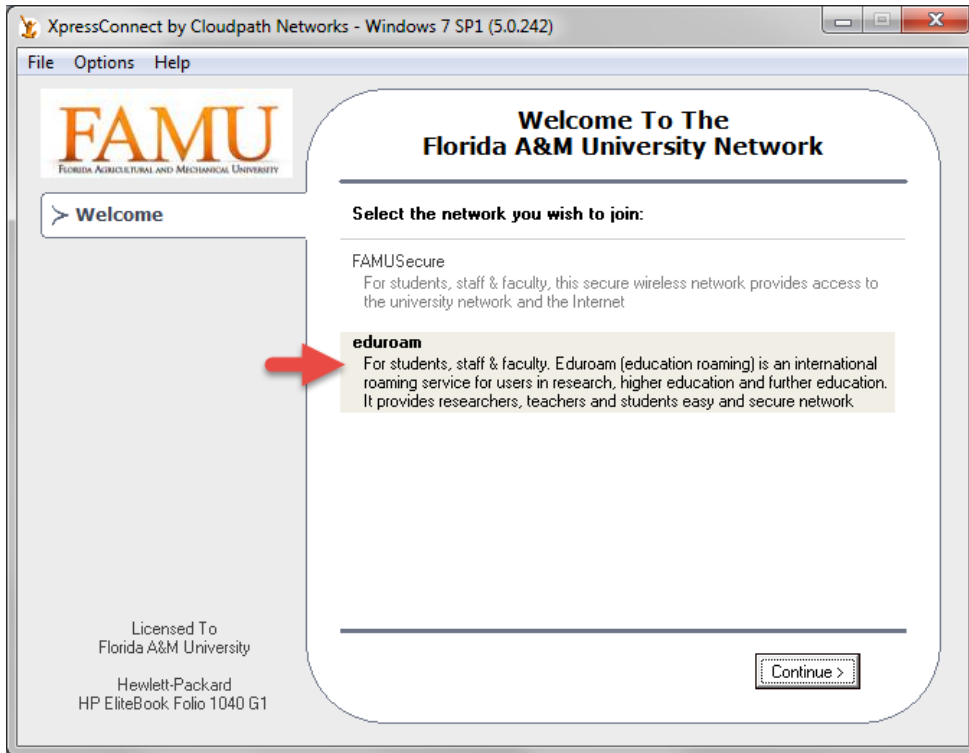 XpressConnect by Cloudpath Networks - Windows 7 SP1 (5.0.242)
File Options Help
FAMU
FLORIDA AGRICULTURAL AND MECHANICAL UNIVERSITY
Welcome To The
Florida A&M University Network
> Welcome
Select the network you wish to join:
FAMUSecure
For students, staff & faculty, this secure wireless network provides access to
the university network and the Internet
eduroam
For students, staff & faculty. Eduroam (education roaming) is an international
roaming service for users in research, higher education and further education.
It provides researchers, teachers and students easy and secure network
Licensed To
Florida A&M University
Hewlett-Packard
HP EliteBook Folio 1040 G1
Continue >